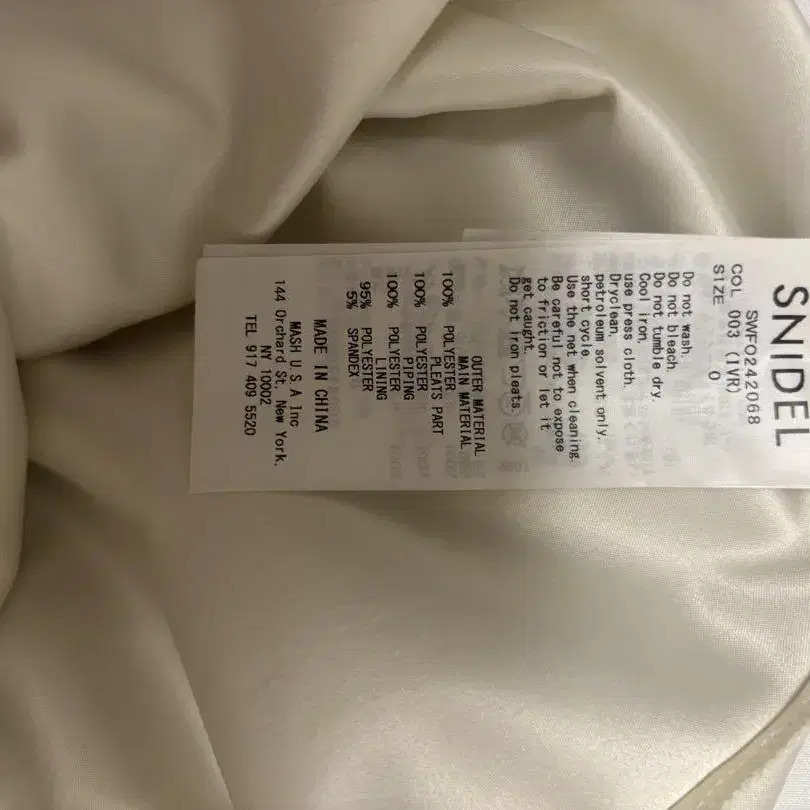 SNIDEL
SWFO242068
COL 003 (IVR)
SIZE 0
Do not wash.
Do not bleach.
Do not tumble dry.
Cool iron.
use press cloth.
Dryclean,
petroleum solvent only.
short cycle.
Use the net when cleaning.
Be careful not to expose
to friction or let it
get caught.
Do not iron pleats.
OUTER MATERIAL
MAIN MATERIAL
100% POLYESTER
PLEATS PART
100% POLYESTER
PIPING
100% POLYESTER
LINING
95% POLYESTER
5% SPANDEX
MADE IN CHINA
MASH U S A Inc
144 Orchard St, New York,
NY 10002
TEL 917 409 5520